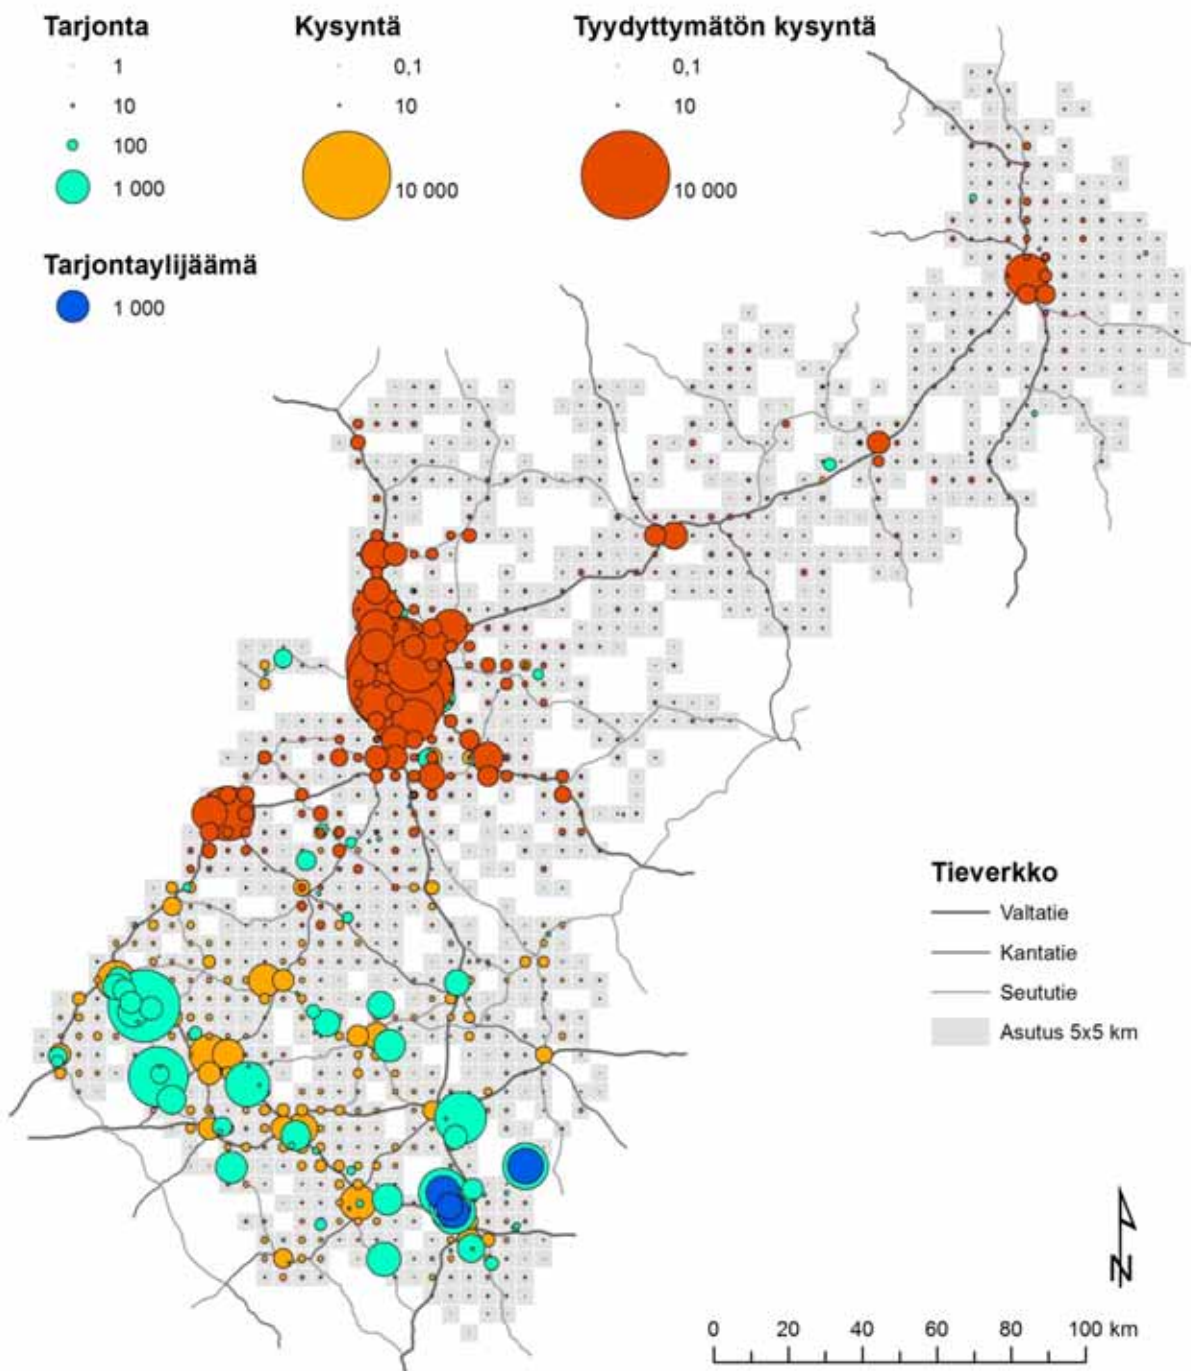 Tarjonta
1
10
100
1 000
Kysyntä
0,1
10
10 000
Tyydyttymätön kysyntä
0,1
10
10 000
Tarjontaylijäämä
1 000
Tieverkko
Valtatie
Kantatie
Seututie
Asutus 5x5 km
N
0 20 40 60 80 100 km